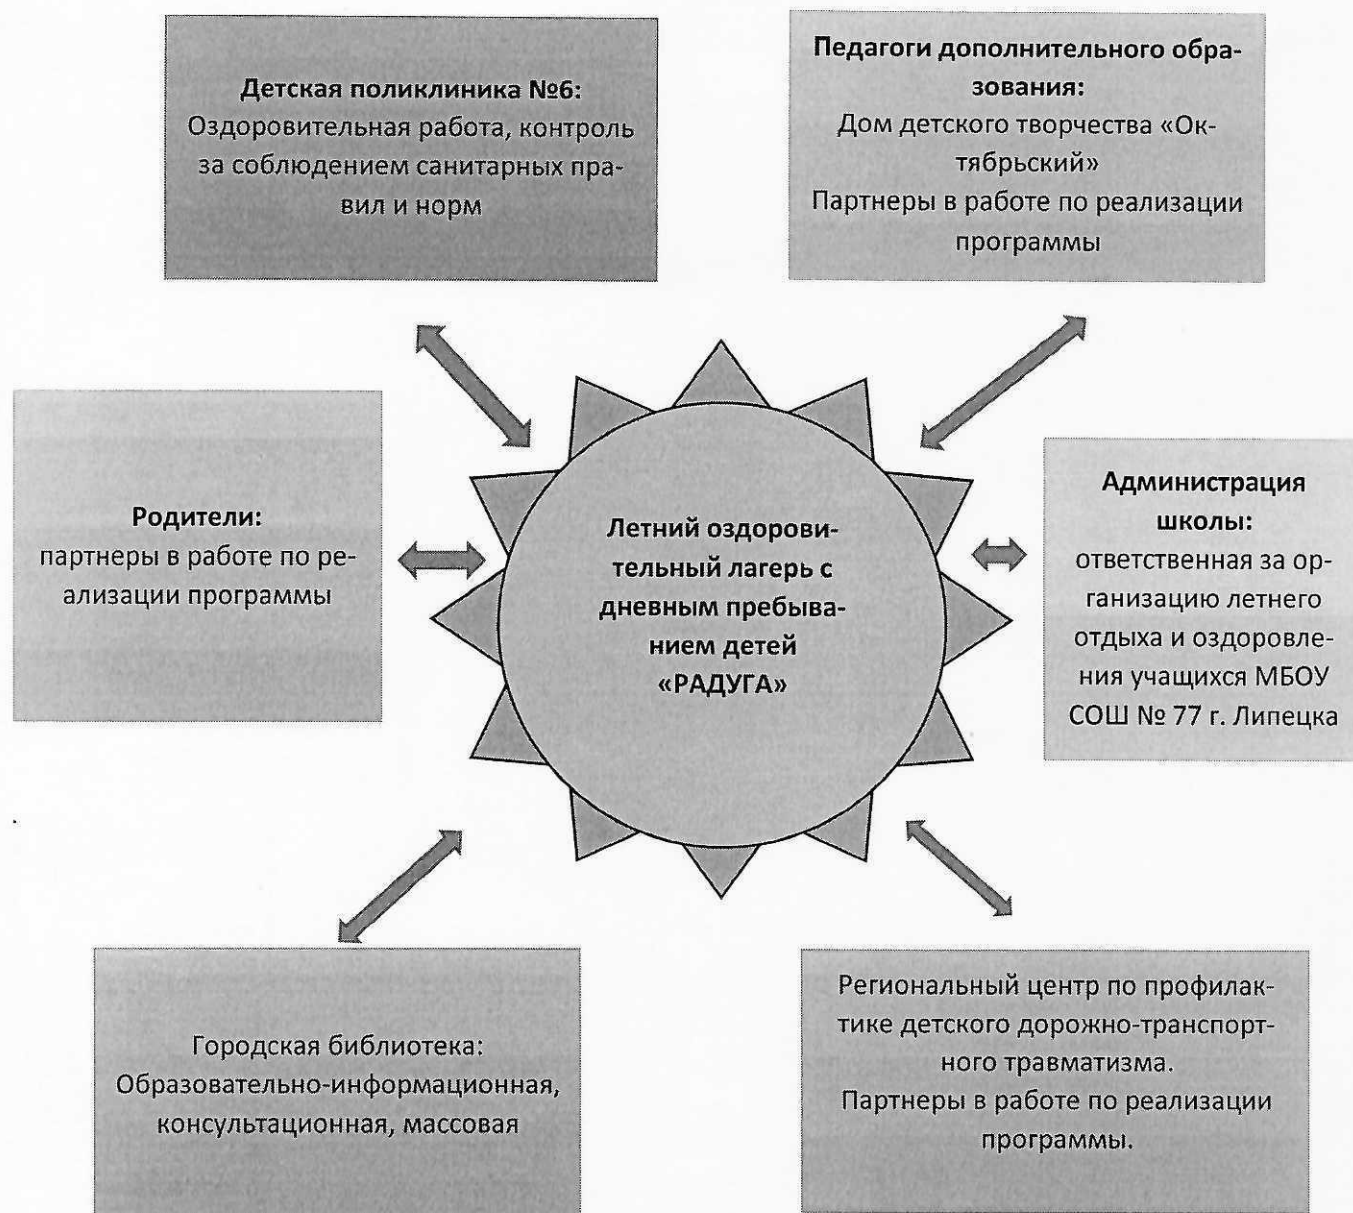 Детская поликлиника №6:
Оздоровительная работа, контроль
за соблюдением санитарных пра-
вил и норм
Педагоги дополнительного обра-
зования:
Дом детского творчества «Ок-
тябрьский»
Партнеры в работе по реализации
программы
Родители:
партнеры в работе по ре-
ализации программы
Летний оздорови-
тельный лагерь с
дневным пребыва-
нием детей
«РАДУГА»
Администрация
школы:
ответственная за ор-
ганизацию летнего
отдыха и оздоровле-
ния учащихся МБОУ
СОШ № 77 г. Липецка
Городская библиотека:
Образовательно-информационная,
консультационная, массовая
Региональный центр по профилак-
тике детского дорожно-транспорт-
ного травматизма.
Партнеры в работе по реализации
программы.